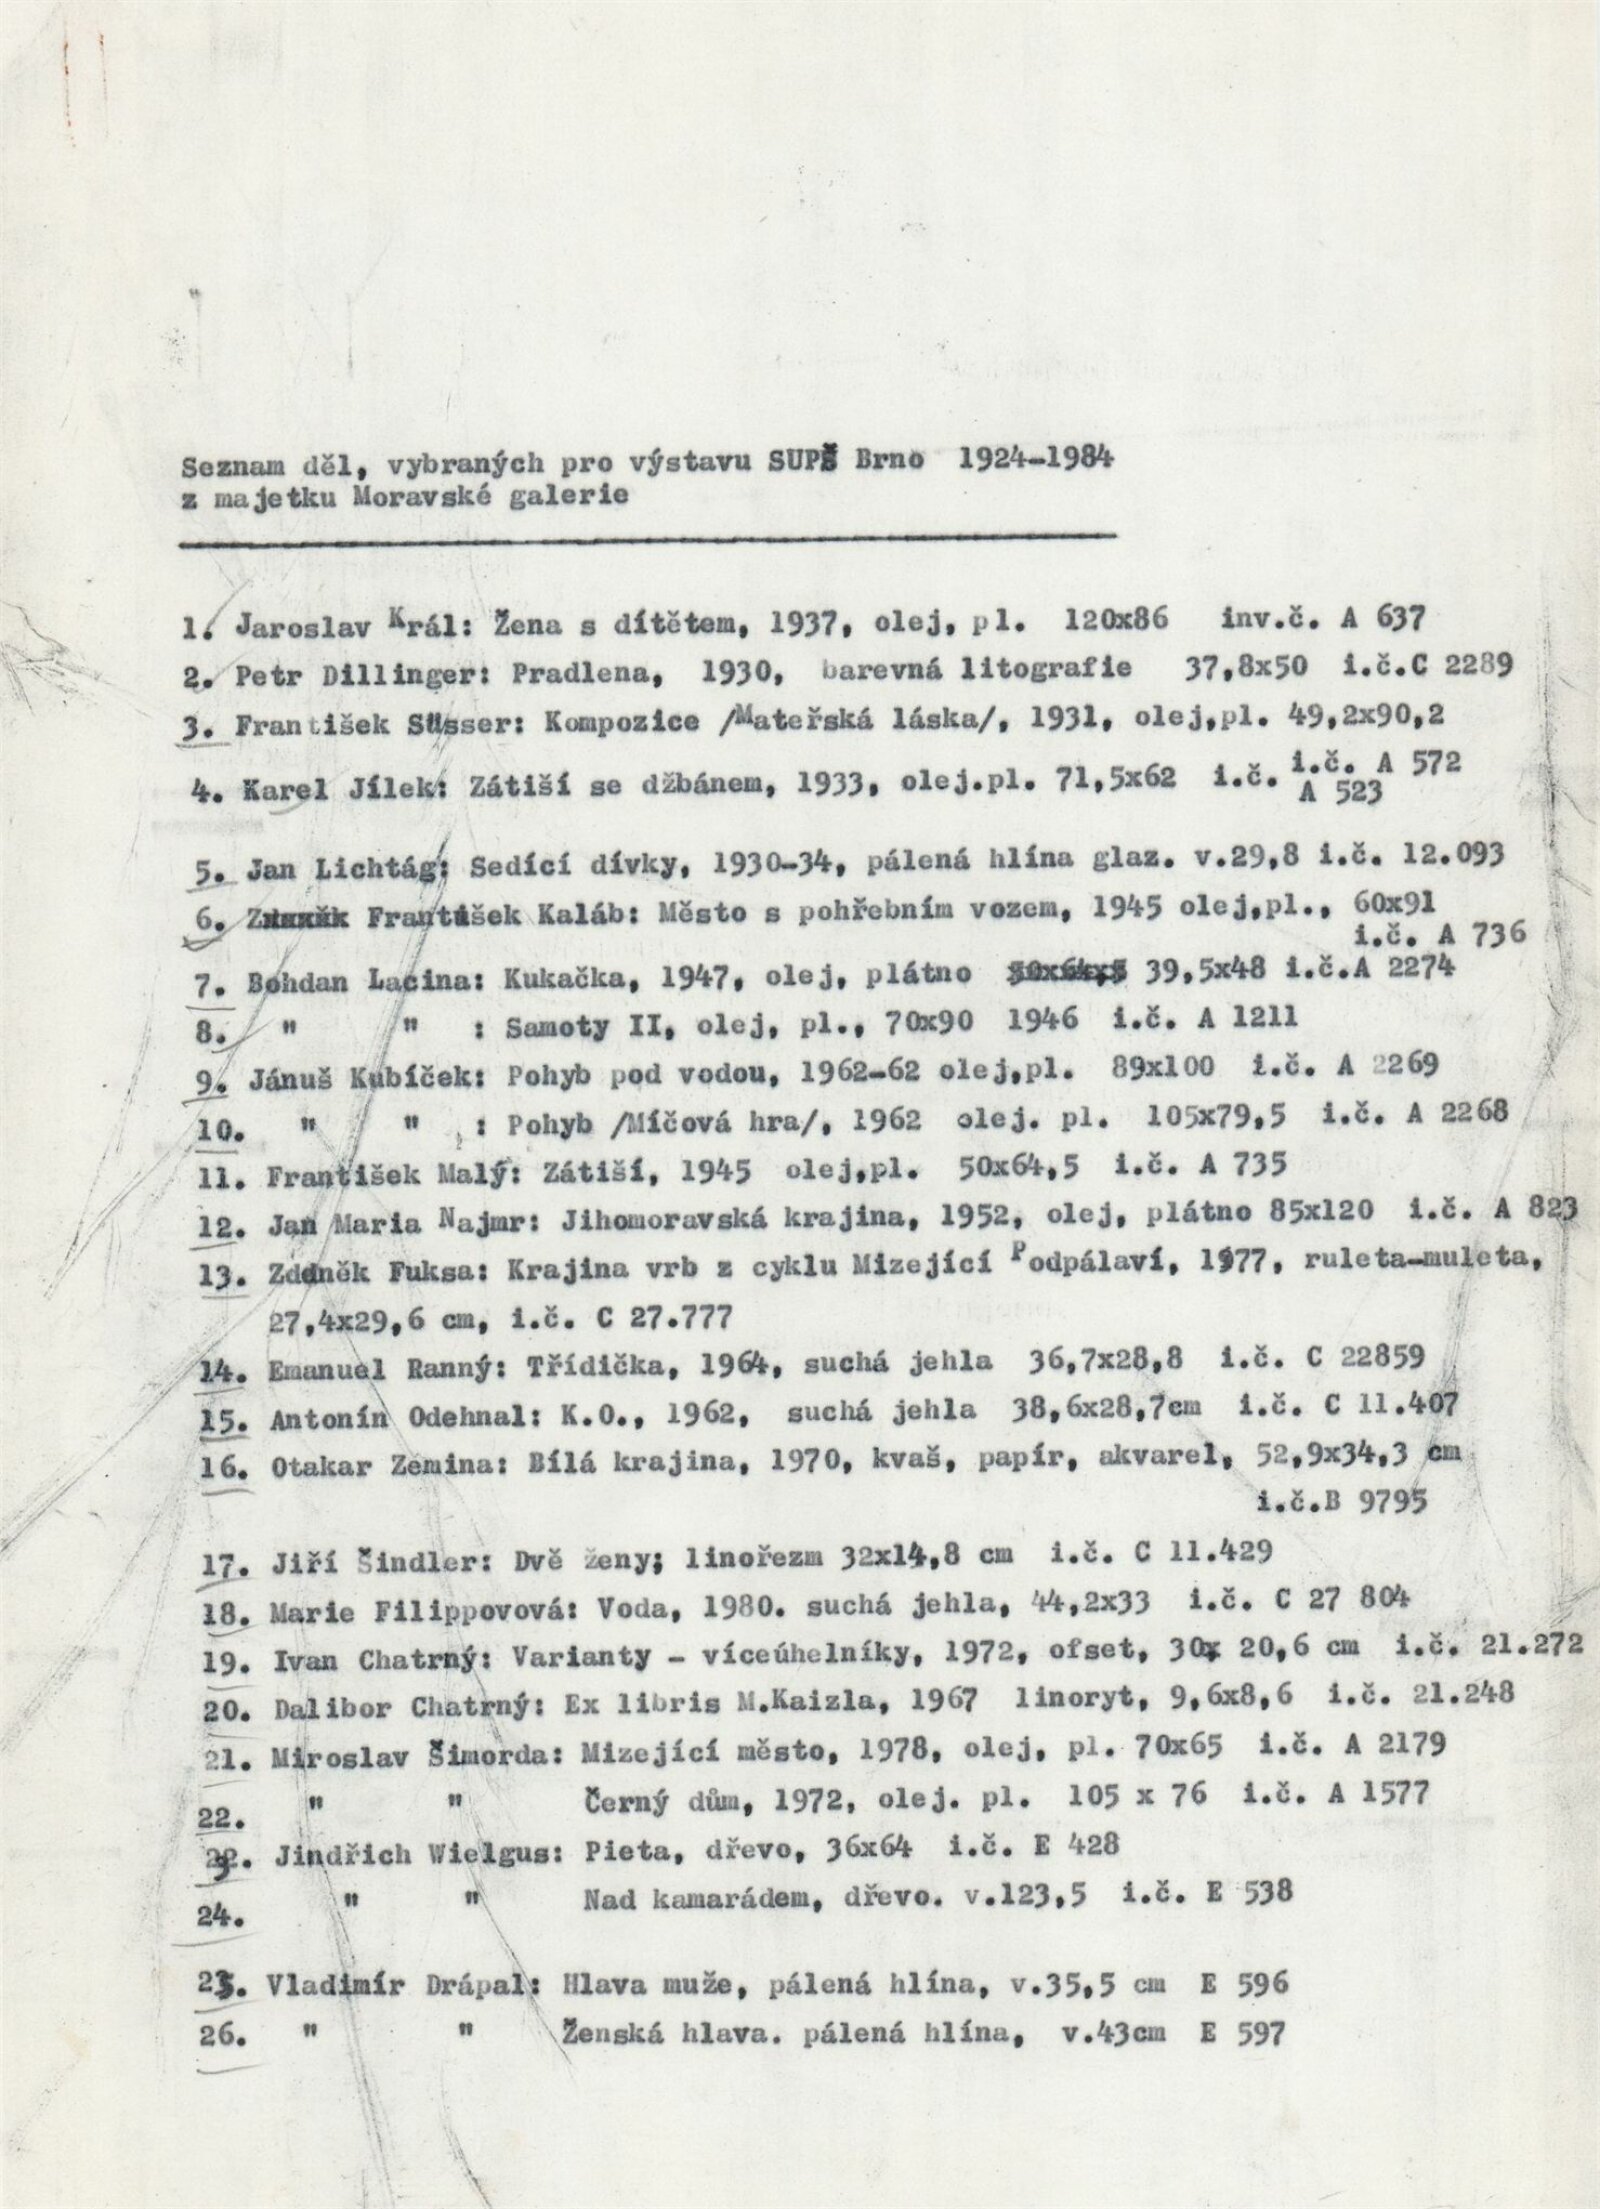 Seznam děl, vybraných pro výstavu SUPŠ Brno 1924-1984
z majetku Moravské galerie
1. Jaroslav Král: Žena s dítětem, 1937, olej, pl. 120x86 inv.č. A 637
2. Petr Dillinger: Pradlena, 1930, barevná litografie 37,8x50 i.č.C 2289
3. František Süsser: Kompozice /Mateřská láska/, 1931, olej,pl. 49,2x90,2
i.č. A 572
4. Karel Jílek: Zátiší se džbánem, 1933, olej.pl. 71,5x62 i.č. A 523
5. Jan Lichtág: Sedící dívky, 1930-34, pálená hlína glaz. v.29,8 i.č. 12.093
6. František Kaláb: Město s pohřebním vozem, 1945 olej,pl., 60x91
i.č. A 736
7. Bohdan Lacina: Kukačka, 1947, olej, plátno 50x64,5 39,5x48 i.č.A 2274
8. " " : Samoty II, olej, pl., 70x90 1946 i.č. A 1211
9. Jánuš Kubíček: Pohyb pod vodou, 1962-62 olej,pl. 89x100 i.č. A 2269
10. " " : Pohyb /Míčová hra/, 1962 olej. pl. 105x79,5 i.č. A 2268
11. František Malý: Zátiší, 1945 olej,pl. 50x64,5 i.č. A 735
12. Jan Maria Najmr: Jihomoravská krajina, 1952, olej, plátno 85x120 i.č. A 823
13. Zdeněk Fuksa: Krajina vrb z cyklu Mizející Podpálaví, 1977, ruleta-muleta,
27,4x29,6 cm, i.č. C 27.777
14. Emanuel Ranný: Třídička, 1964, suchá jehla 36,7x28,8 i.č. C 22859
15. Antonín Odehnal: K.O., 1962, suchá jehla 38,6x28,7cm i.č. C 11.407
16. Otakar Zemina: Bílá krajina, 1970, kvaš, papír, akvarel, 52,9x34,3 cm
i.č.B 9795
17. Jiří Šindler: Dvě ženy; linořezm 32x14,8 cm i.č. C 11.429
18. Marie Filippovová: Voda, 1980. suchá jehla, 44,2x33 i.č. C 27 804
19. Ivan Chatrný: Varianty - víceúhelníky, 1972, ofset, 30x 20,6 cm i.č. 21.272
20. Dalibor Chatrný: Ex libris M.Kaizla, 1967 linoryt, 9,6x8,6 i.č. 21.248
21. Miroslav Šimorda: Mizející město, 1978, olej, pl. 70x65 i.č. A 2179
22. " " Černý dům, 1972, olej. pl. 105 x 76 i.č. A 1577
23. Jindřich Wielgus: Pieta, dřevo, 36x64 i.č. E 428
24. " " Nad kamarádem, dřevo. v.123,5 i.č. E 538
25. Vladimír Drápal: Hlava muže, pálená hlína, v.35,5 cm E 596
26. " " Ženská hlava. pálená hlína, v.43cm E 597